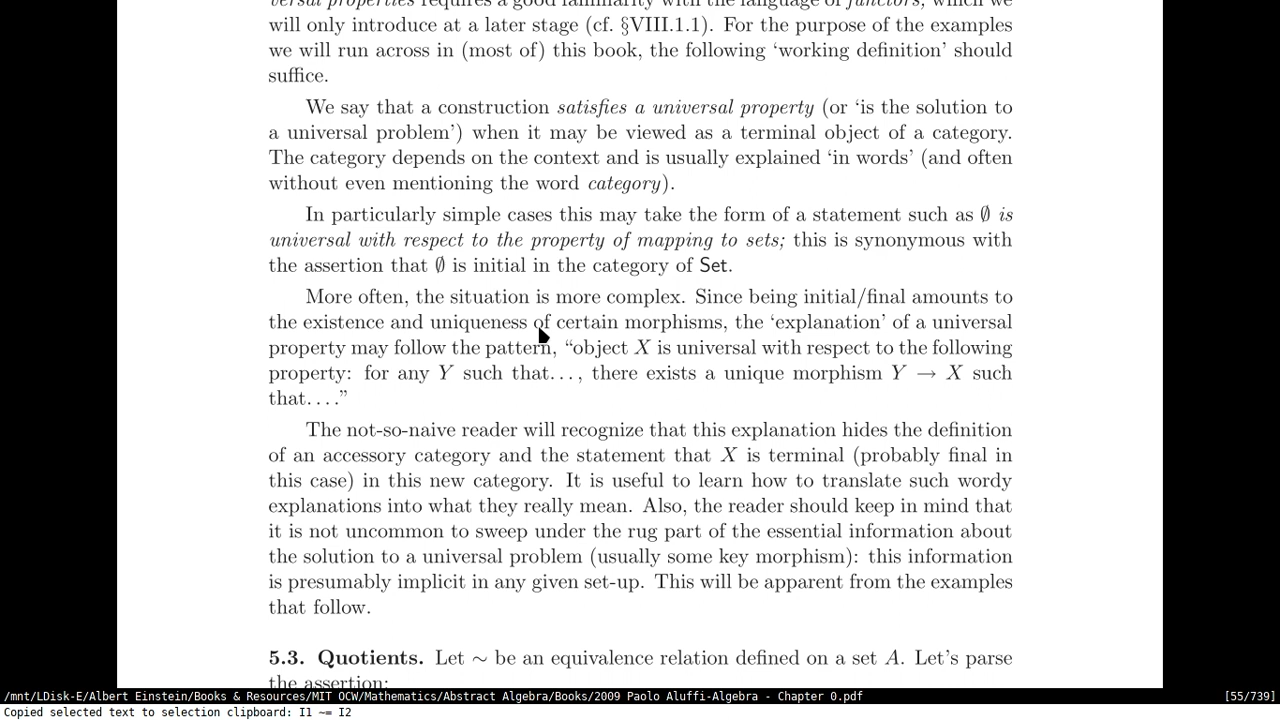 versal properties requires a good familiarity with the language of functors, which we
will only introduce at a later stage (cf. §VIII.1.1). For the purpose of the examples
we will run across in (most of) this book, the following ‘working definition’ should
suffice.
We say that a construction satisfies a universal property (or ‘is the solution to
a universal problem’) when it may be viewed as a terminal object of a category.
The category depends on the context and is usually explained ‘in words’ (and often
without even mentioning the word category).
In particularly simple cases this may take the form of a statement such as ∅ is
universal with respect to the property of mapping to sets; this is synonymous with
the assertion that ∅ is initial in the category of Set.
More often, the situation is more complex. Since being initial/final amounts to
the existence and uniqueness of certain morphisms, the ‘explanation’ of a universal
property may follow the pattern, “object X is universal with respect to the following
property: for any Y such that..., there exists a unique morphism Y → X such
that....”
The not-so-naive reader will recognize that this explanation hides the definition
of an accessory category and the statement that X is terminal (probably final in
this case) in this new category. It is useful to learn how to translate such wordy
explanations into what they really mean. Also, the reader should keep in mind that
it is not uncommon to sweep under the rug part of the essential information about
the solution to a universal problem (usually some key morphism): this information
is presumably implicit in any given set-up. This will be apparent from the examples
that follow.
5.3. Quotients. Let ∼ be an equivalence relation defined on a set A. Let’s parse
the assertion:
/mnt/LDisk-E/Albert Einstein/Books & Resources/MIT OCW/Mathematics/Abstract Algebra/Books/2009 Paolo Aluffi-Algebra - Chapter 0.pdf [55/739]
Copied selected text to selection clipboard: I1 ~= I2